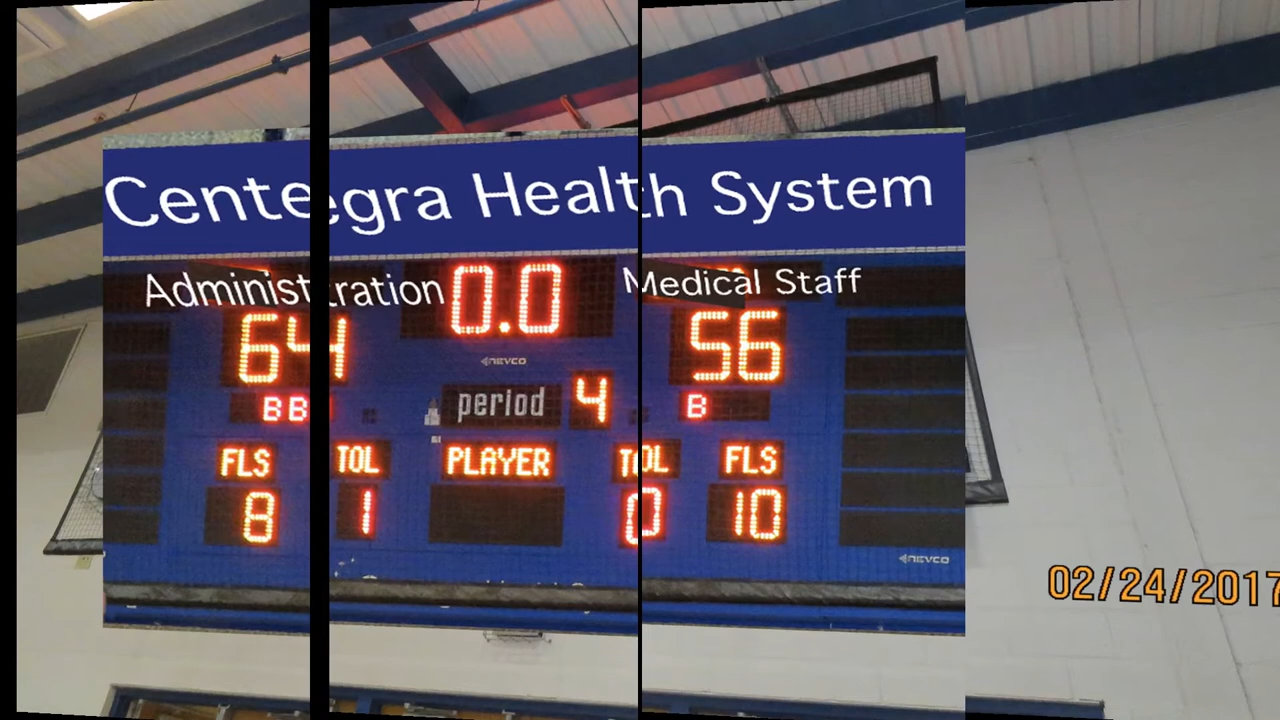 Centegra Health System
Administration 0.0 Medical Staff
64 56
NEVCO
BB period 4 B
FLS TOL PLAYER TOL FLS
8 1 0 10
NEVCO
02/24/2017